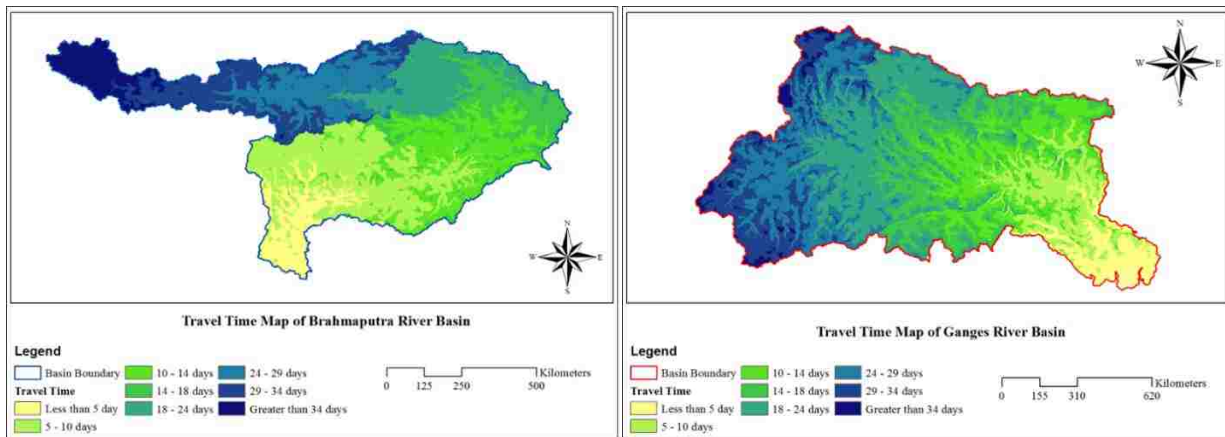 N
W E
S
Travel Time Map of Brahmaputra River Basin
Legend
Basin Boundary
Travel Time
Less than 5 day
5 - 10 days
10 - 14 days
14 - 18 days
18 - 24 days
24 - 29 days
29 - 34 days
Greater than 34 days
Kilometers
0 125 250 500
N
W E
S
Travel Time Map of Ganges River Basin
Legend
Basin Boundary
Travel Time
Less than 5 day
5 - 10 days
10 - 14 days
14 - 18 days
18 - 24 days
24 - 29 days
29 - 34 days
Greater than 34 days
Kilometers
0 155 310 620